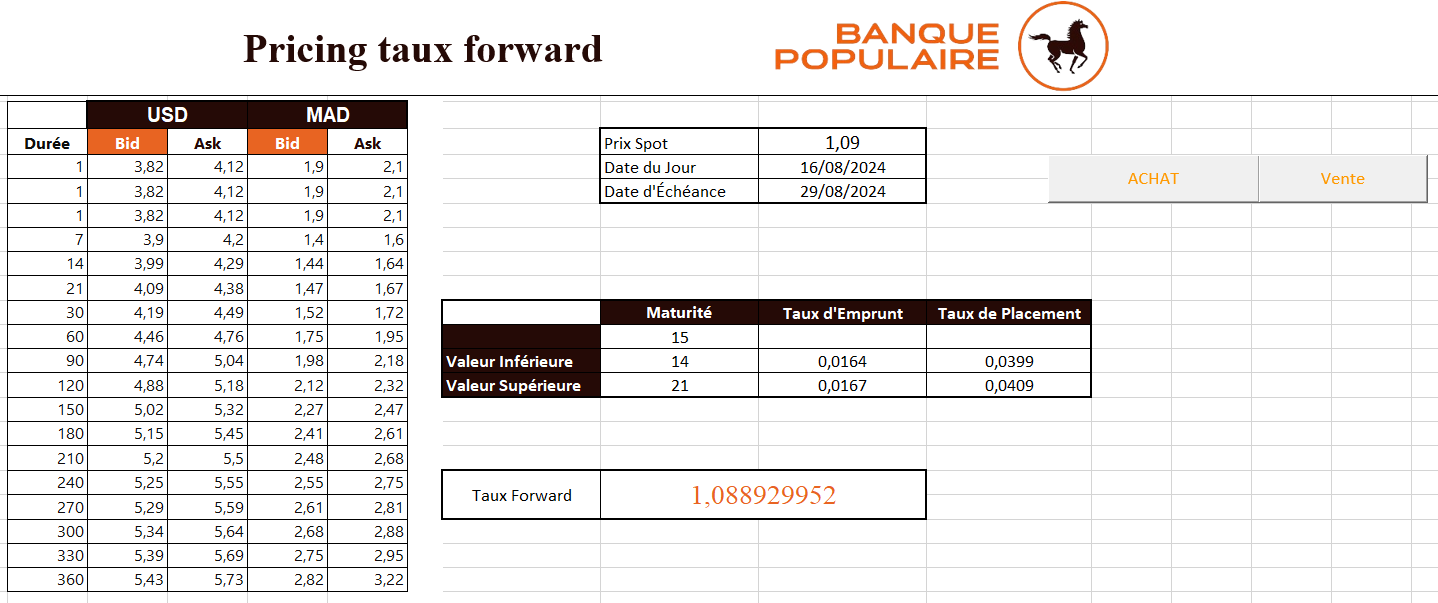 Pricing taux forward
BANQUE
POPULAIRE
USD MAD
Durée Bid Ask Bid Ask
1 3,82 4,12 1,9 2,1
1 3,82 4,12 1,9 2,1
1 3,82 4,12 1,9 2,1
7 3,9 4,2 1,4 1,6
14 3,99 4,29 1,44 1,64
21 4,09 4,38 1,47 1,67
30 4,19 4,49 1,52 1,72
60 4,46 4,76 1,75 1,95
90 4,74 5,04 1,98 2,18
120 4,88 5,18 2,12 2,32
150 5,02 5,32 2,27 2,47
180 5,15 5,45 2,41 2,61
210 5,2 5,5 2,48 2,68
240 5,25 5,55 2,55 2,75
270 5,29 5,59 2,61 2,81
300 5,34 5,64 2,68 2,88
330 5,39 5,69 2,75 2,95
360 5,43 5,73 2,82 3,22
Prix Spot 1,09
Date du Jour 16/08/2024
Date d'Échéance 29/08/2024
ACHAT Vente
Maturité Taux d'Emprunt Taux de Placement
15
Valeur Inférieure 14 0,0164 0,0399
Valeur Supérieure 21 0,0167 0,0409
Taux Forward 1,088929952